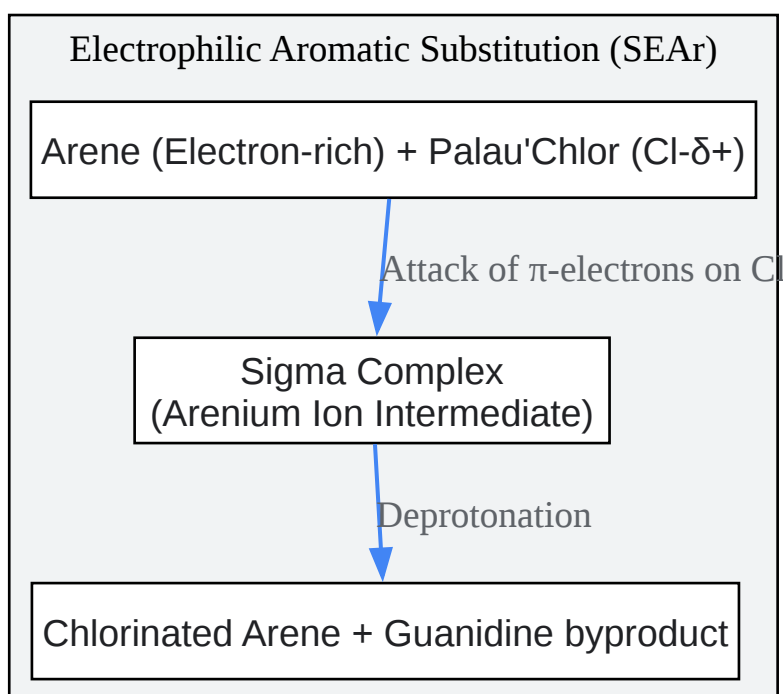 Electrophilic Aromatic Substitution (SEAr)
Arene (Electron-rich) + Palau'Chlor (Cl-δ+)
Attack of π-electrons on Cl
Sigma Complex
(Arenium Ion Intermediate)
Deprotonation
Chlorinated Arene + Guanidine byproduct